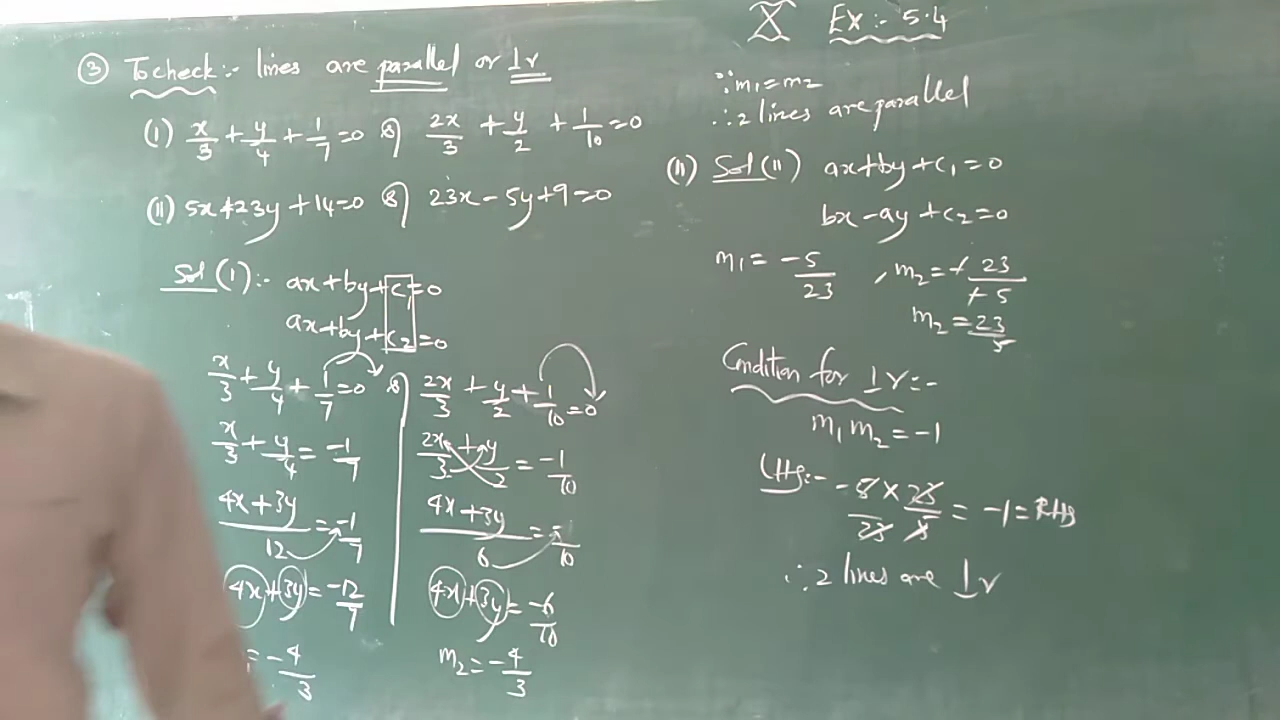 X Ex:- 5.4
③ To check:- lines are parallel or ⊥r
(i) x/3 + y/4 + 1/7 = 0 & 2x/3 + y/2 + 1/10 = 0
(ii) 5x + 23y + 14 = 0 & 23x - 5y + 9 = 0
Sol (i):- ax + by + c₁ = 0
ax + by + c₂ = 0
x/3 + y/4 + 1/7 = 0 & 2x/3 + y/2 + 1/10 = 0
x/3 + y/4 = -1/7
4x + 3y/12 = -1/7
4x + 3y = -12/7
= -4/3
2x/3 + y/2 = -1/10
4x + 3y/6 = -1/10
4x + 3y = -6/10
m₂ = -4/3
∵ m₁ = m₂
∴ 2 lines are parallel
(ii) Sol (ii) ax + by + c₁ = 0
bx - ay + c₂ = 0
m₁ = -5/23, m₂ = + 23/+5
m₂ = 23/5
Condition for ⊥r:-
m₁ m₂ = -1
LHS:- -5/23 × 23/5 = -1 = RHS
∴ 2 lines are ⊥r